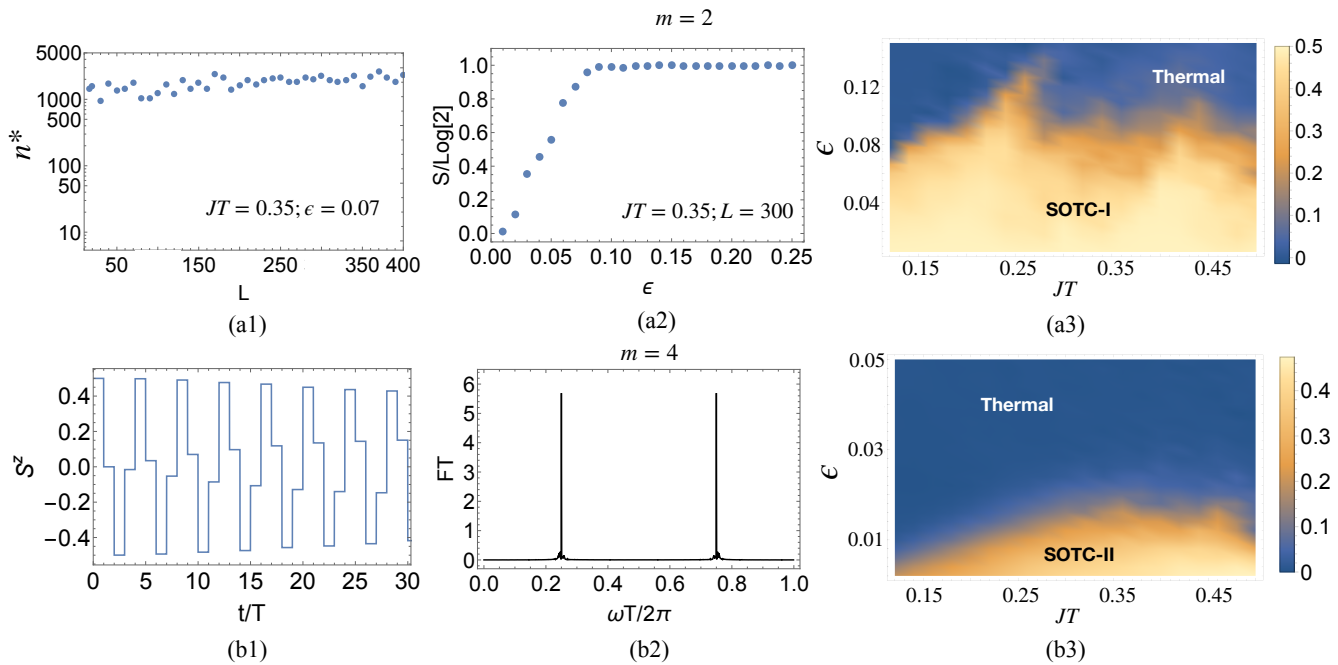 m = 2
5000
1000
500
100
50
10
n*
50 150 250 350 400
L
JT = 0.35; ϵ = 0.07
(a1)
1.0
0.8
0.6
0.4
0.2
0.0
S/Log[2]
0.00 0.05 0.10 0.15 0.20 0.25
ϵ
JT = 0.35; L = 300
(a2)
0.12
0.08
0.04
ϵ
Thermal
SOTC-I
0.15 0.25 0.35 0.45
JT
0.5
0.4
0.3
0.2
0.1
0
(a3)
m = 4
0.4
0.2
0.0
−0.2
−0.4
S^z
0 5 10 15 20 25 30
t/T
(b1)
6
5
4
3
2
1
0
FT
0.0 0.2 0.4 0.6 0.8 1.0
ωT/2π
(b2)
0.05
0.03
0.01
ϵ
Thermal
SOTC-II
0.15 0.25 0.35 0.45
JT
0.4
0.3
0.2
0.1
0
(b3)